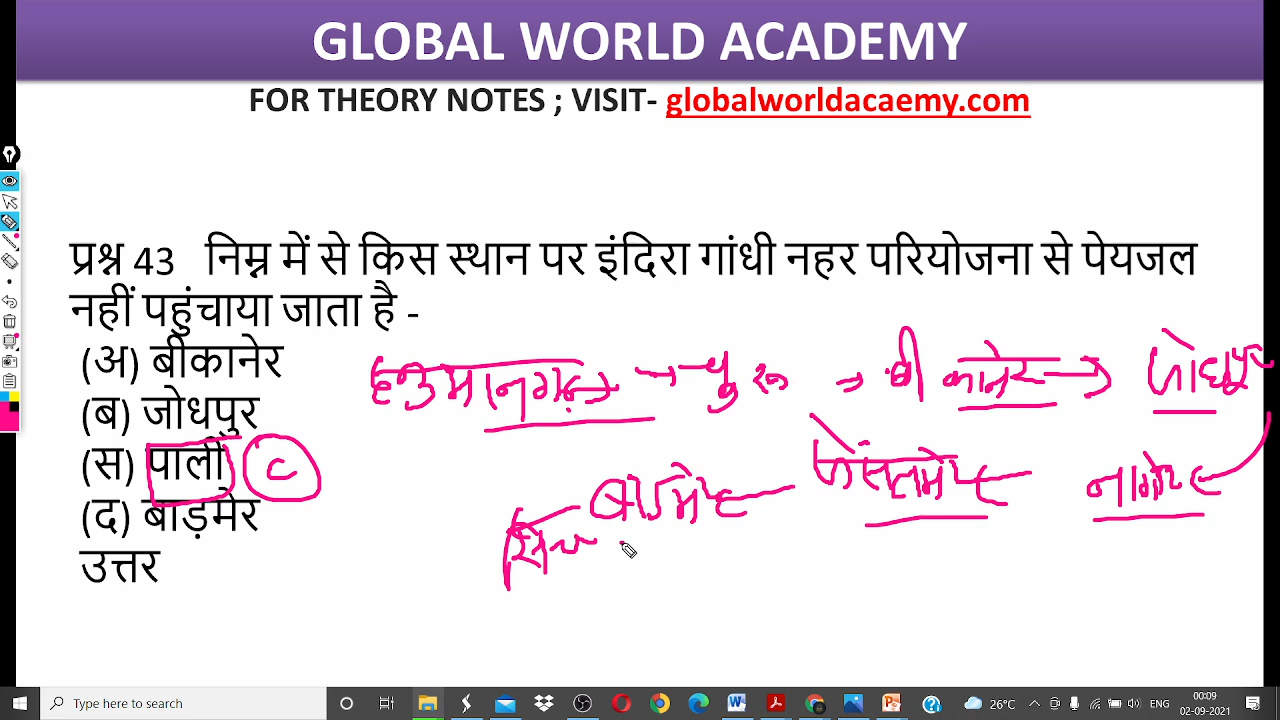 GLOBAL WORLD ACADEMY
FOR THEORY NOTES ; VISIT- globalworldacaemy.com
प्रश्न 43 निम्न में से किस स्थान पर इंदिरा गांधी नहर परियोजना से पेयजल
नहीं पहुंचाया जाता है -
(अ) बीकानेर
हनुमानगढ़ चुरू बीकानेर जोधपुर
(ब) जोधपुर
(स) पाली C
बाड़मेर जैसलमेर नागौर
(द) बाड़मेर
उत्तर
Type here to search
26°C ENG 00:09
02-09-2021